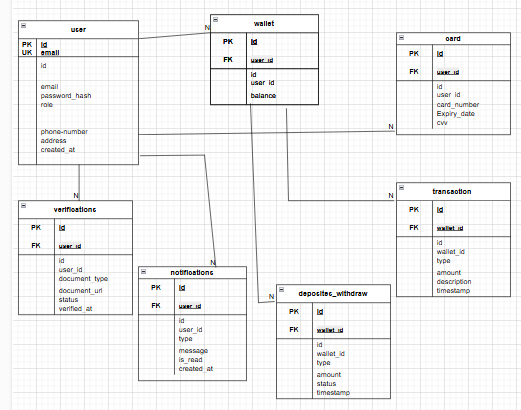 user
PK id
UK email
id
email
password_hash
role
phone-number
address
created_at
N
wallet
PK id
FK user_id
id
user_id
balance
card
PK id
FK user_id
id
user_id
card_number
Expiry_date
cvv
N
N
verifications
PK id
FK user_id
id
user_id
document_type
document_url
status
verified_at
N
notifications
PK id
FK user_id
id
user_id
type
message
is_read
created_at
N
deposites_withdraw
PK id
FK wallet_id
id
wallet_id
type
amount
status
timestamp
N
transaction
PK id
FK wallet_id
id
wallet_id
type
amount
description
timestamp